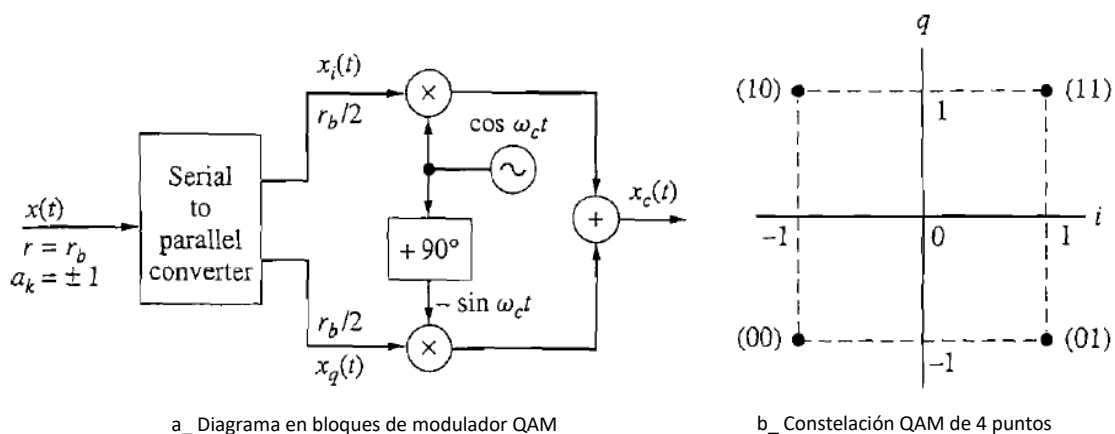 x_i(t)
r_b/2
cos ω_c t
Serial
to
parallel
converter
x(t)
r = r_b
a_k = ± 1
+ 90°
x_c(t)
+
– sin ω_c t
r_b/2
x_q(t)
a_ Diagrama en bloques de modulador QAM
q
(10)
(11)
1
−1
0
1
i
(00)
(01)
−1
b_ Constelación QAM de 4 puntos